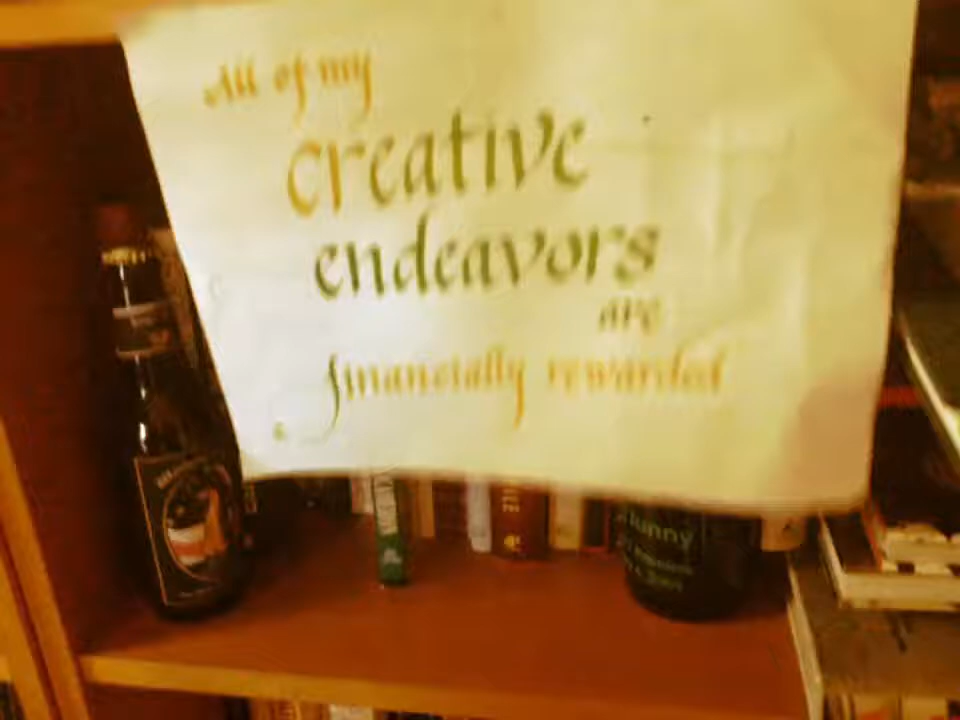 All of my
creative
endeavors
are
financially rewarded